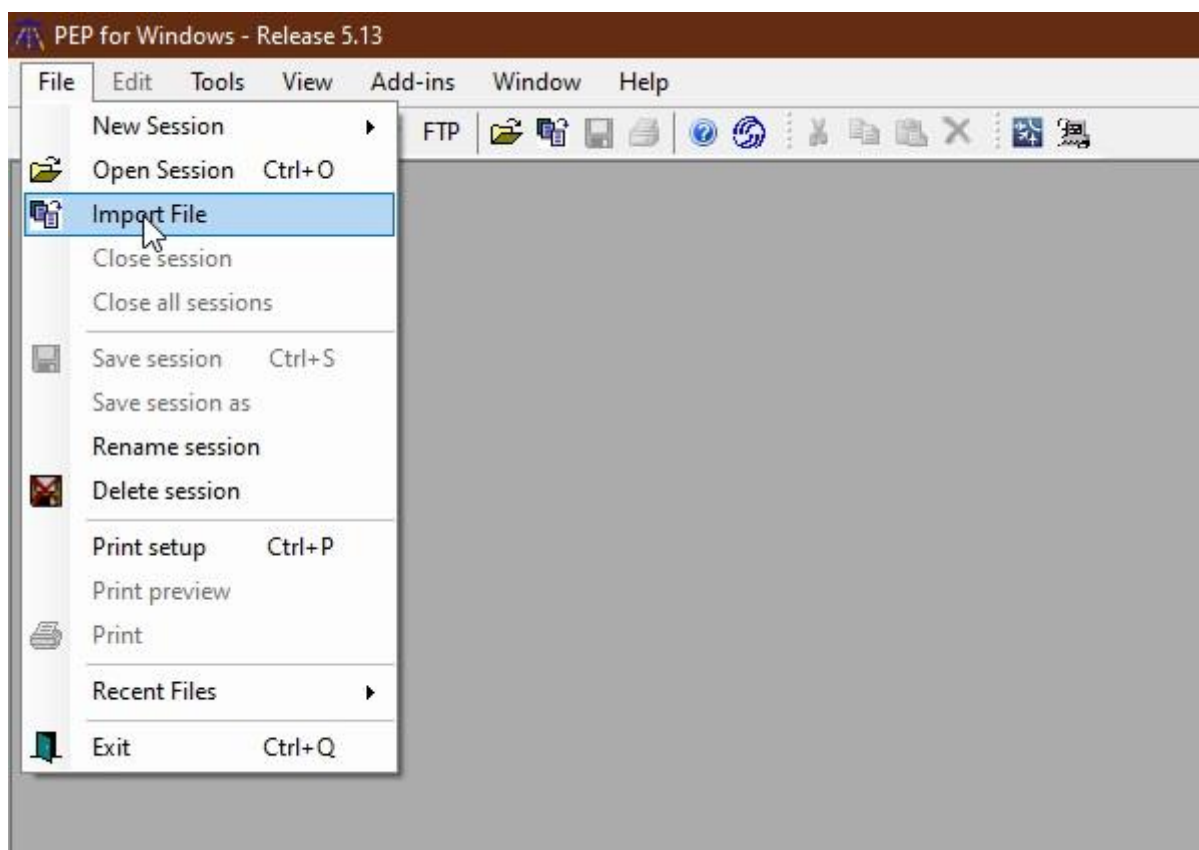 PEP for Windows - Release 5.13
File Edit Tools View Add-ins Window Help
FTP
New Session
Open Session Ctrl+O
Import File
Close session
Close all sessions
Save session Ctrl+S
Save session as
Rename session
Delete session
Print setup Ctrl+P
Print preview
Print
Recent Files
Exit Ctrl+Q